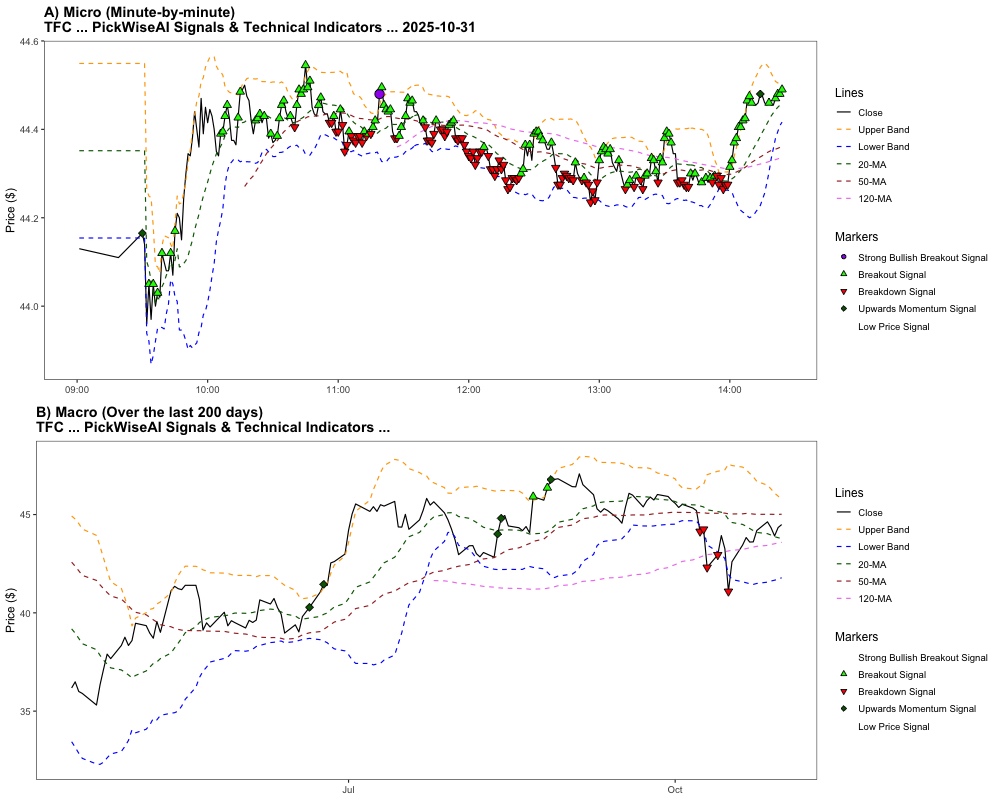 A) Micro (Minute-by-minute)
TFC ... PickWiseAI Signals & Technical Indicators ... 2025-10-31
Price ($)
44.6
44.4
44.2
44.0
09:00
10:00
11:00
12:00
13:00
14:00
Lines
Close
Upper Band
Lower Band
20-MA
50-MA
120-MA
Markers
Strong Bullish Breakout Signal
Breakout Signal
Breakdown Signal
Upwards Momentum Signal
Low Price Signal
B) Macro (Over the last 200 days)
TFC ... PickWiseAI Signals & Technical Indicators ...
Price ($)
45
40
35
Jul
Oct
Lines
Close
Upper Band
Lower Band
20-MA
50-MA
120-MA
Markers
Strong Bullish Breakout Signal
Breakout Signal
Breakdown Signal
Upwards Momentum Signal
Low Price Signal